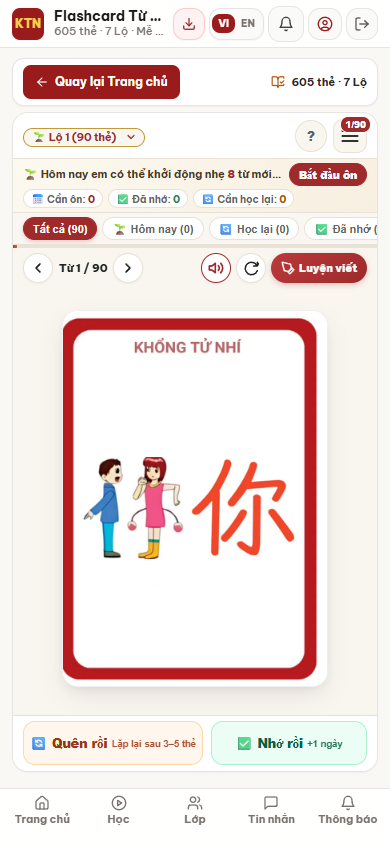 KTN
Flashcard Từ ...
605 thẻ · 7 Lộ · Mê ...
VI EN
← Quay lại Trang chủ
605 thẻ · 7 Lộ
Lộ 1 (90 thẻ)
?
1/90
Hôm nay em có thể khởi động nhẹ 8 từ mới...
Bắt đầu ôn
Cần ôn: 0
Đã nhớ: 0
Cần học lại: 0
Tất cả (90)
Hôm nay (0)
Học lại (0)
Đã nhớ (
Từ 1 / 90
Luyện viết
KHỔNG TỬ NHÍ
你
Quên rồi Lặp lại sau 3–5 thẻ
Nhớ rồi +1 ngày
Trang chủ
Học
Lớp
Tin nhắn
Thông báo